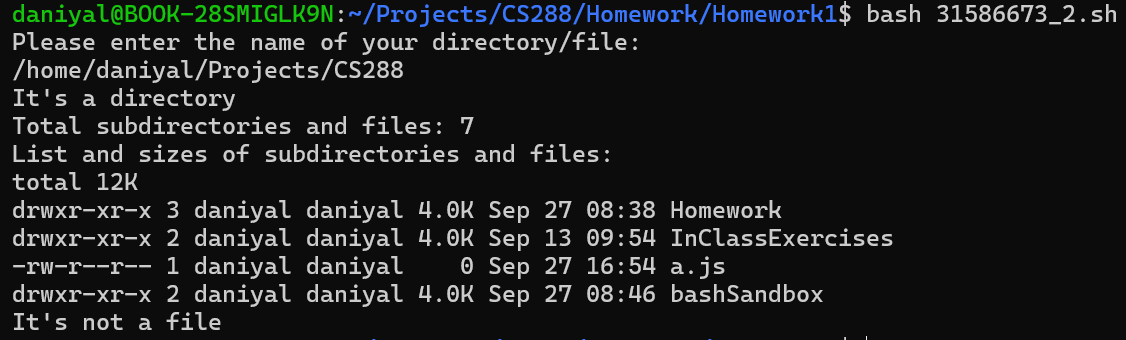 daniyal@BOOK-28SMIGLK9N:~/Projects/CS288/Homework/Homework1$ bash 31586673_2.sh
Please enter the name of your directory/file:
/home/daniyal/Projects/CS288
It's a directory
Total subdirectories and files: 7
List and sizes of subdirectories and files:
total 12K
drwxr-xr-x 3 daniyal daniyal 4.0K Sep 27 08:38 Homework
drwxr-xr-x 2 daniyal daniyal 4.0K Sep 13 09:54 InClassExercises
-rw-r--r-- 1 daniyal daniyal    0 Sep 27 16:54 a.js
drwxr-xr-x 2 daniyal daniyal 4.0K Sep 27 08:46 bashSandbox
It's not a file